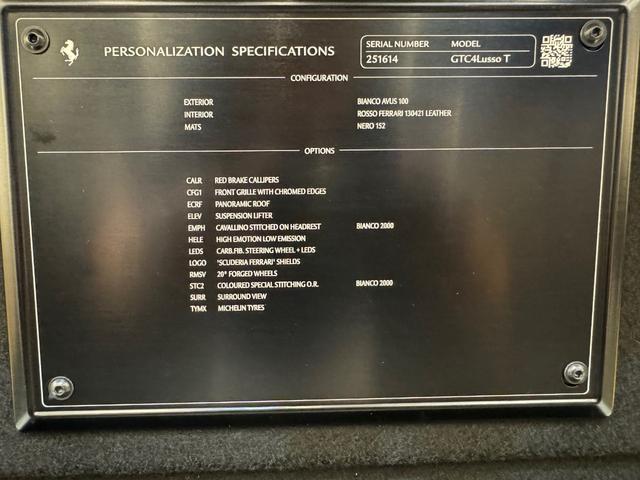 PERSONALIZATION SPECIFICATIONS
SERIAL NUMBER MODEL
251614 GTC4Lusso T
CONFIGURATION
EXTERIOR BIANCO AVUS 100
INTERIOR ROSSO FERRARI 130421 LEATHER
MATS NERO 152
OPTIONS
CALR RED BRAKE CALLIPERS
CFG1 FRONT GRILLE WITH CHROMED EDGES
ECRF PANORAMIC ROOF
ELEV SUSPENSION LIFTER
EMPH CAVALLINO STITCHED ON HEADREST BIANCO 2000
HELE HIGH EMOTION LOW EMISSION
LEDS CARB.FIB. STEERING WHEEL + LEDS
LOGO "SCUDERIA FERRARI" SHIELDS
RMSV 20" FORGED WHEELS
STC2 COLOURED SPECIAL STITCHING O.R. BIANCO 2000
SURR SURROUND VIEW
TYMX MICHELIN TYRES